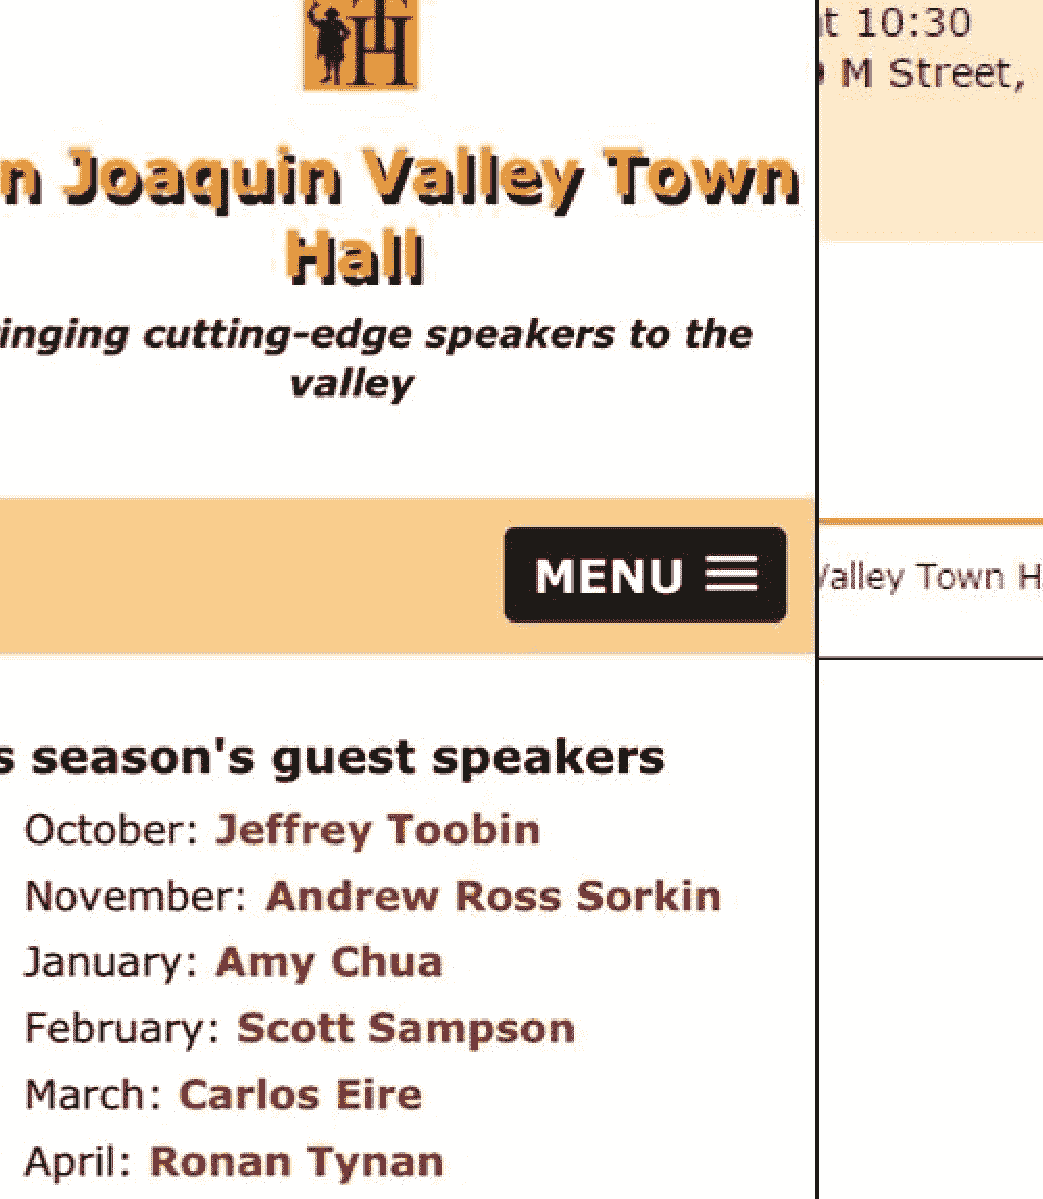 TH
n Joaquin Valley Town
Hall
inging cutting-edge speakers to the
valley
MENU
s season's guest speakers
October: Jeffrey Toobin
November: Andrew Ross Sorkin
January: Amy Chua
February: Scott Sampson
March: Carlos Eire
April: Ronan Tynan
t 10:30
M Street,
alley Town H